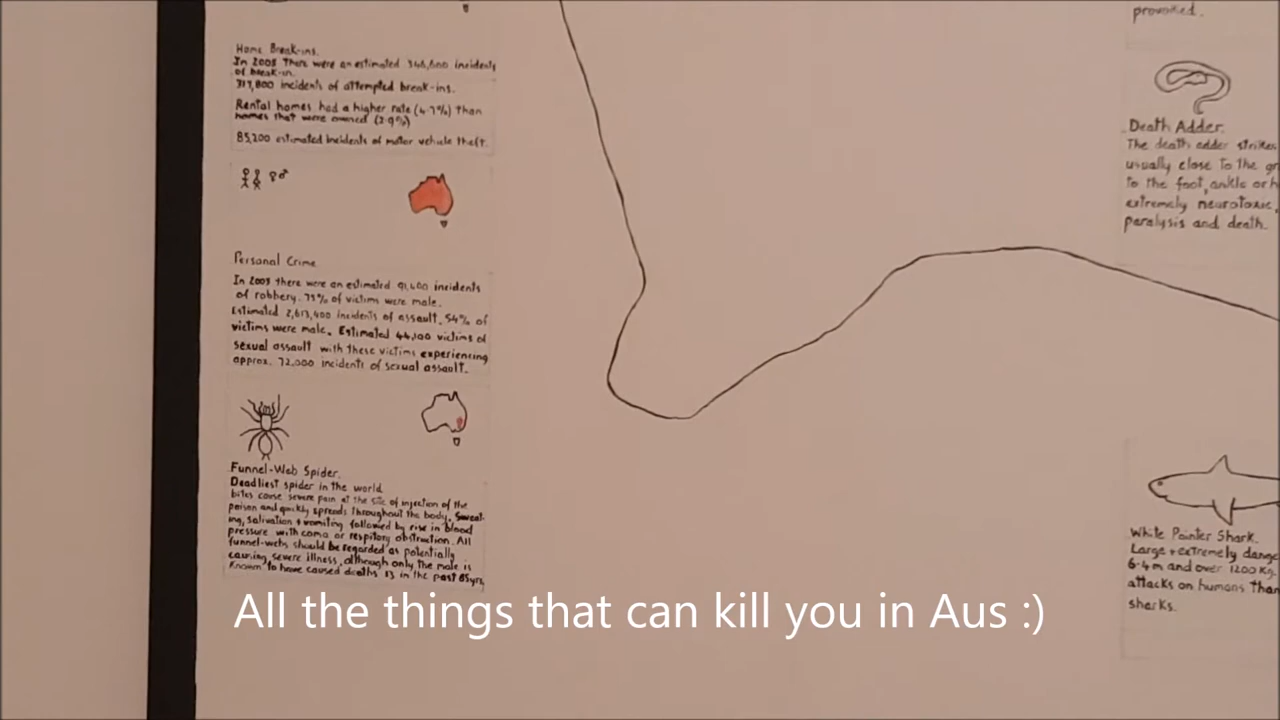 Home Break-ins.
In 2005 There were an estimated 346,600 incidents
of break-in.
317,800 incidents of attempted break-ins.
Rental homes had a higher rate (4.7%) than
homes that were owned (2.9%)
85,200 estimated incidents of motor vehicle theft.
Personal Crime
In 2005 there were an estimated incidents
of robbery. 75% of victims were male.
Estimated 2,613,400 incidents of assault. 54% of
victims were male. Estimated 44,100 victims of
sexual assault with these victims experiencing
approx. 72,000 incidents of sexual assault.
Funnel-Web Spider.
Deadliest spider in the world
bites cause severe pain at the site of injection of the
poison and quickly spreads throughout the body. Sweat-
ing, salivation + vomiting followed by rise in blood
pressure with coma or respitory obstruction. All
funnel-webs should be regarded as potentially
causing severe illness, although only the male is
known to have caused deaths 13 in the past 65yrs,
provoked.
Death Adder.
The death adder strikes
usually close to the gr
to the foot, ankle or h
extremely neurotoxic,
paralysis and death.
White Pointer Shark.
Large + extremely dange
6.4m and over 1200 Kg.
attacks on humans than
sharks.
All the things that can kill you in Aus :)